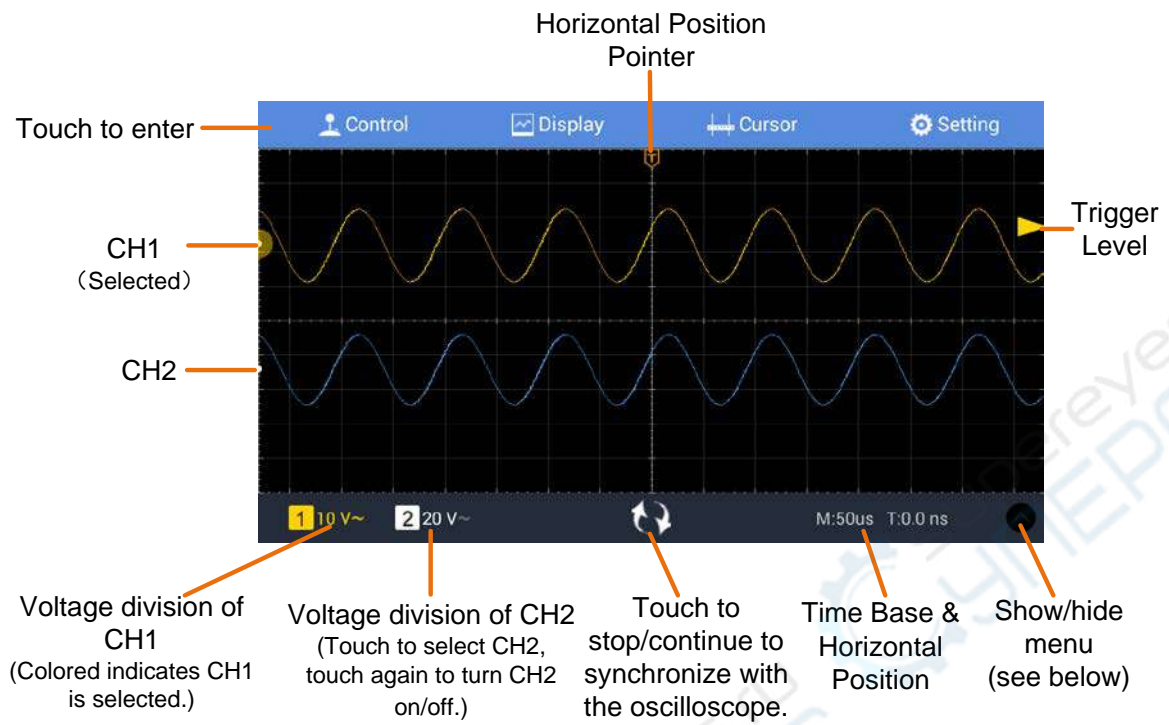 Horizontal Position
Pointer
Touch to enter
Control
Display
Cursor
Setting
T
CH1
（Selected）
Trigger
Level
CH2
1 10 V~
2 20 V~
M:50us T:0.0 ns
Voltage division of
CH1
(Colored indicates CH1
is selected.)
Voltage division of CH2
(Touch to select CH2,
touch again to turn CH2
on/off.)
Touch to
stop/continue to
synchronize with
the oscilloscope.
Time Base &
Horizontal
Position
Show/hide
menu
(see below)